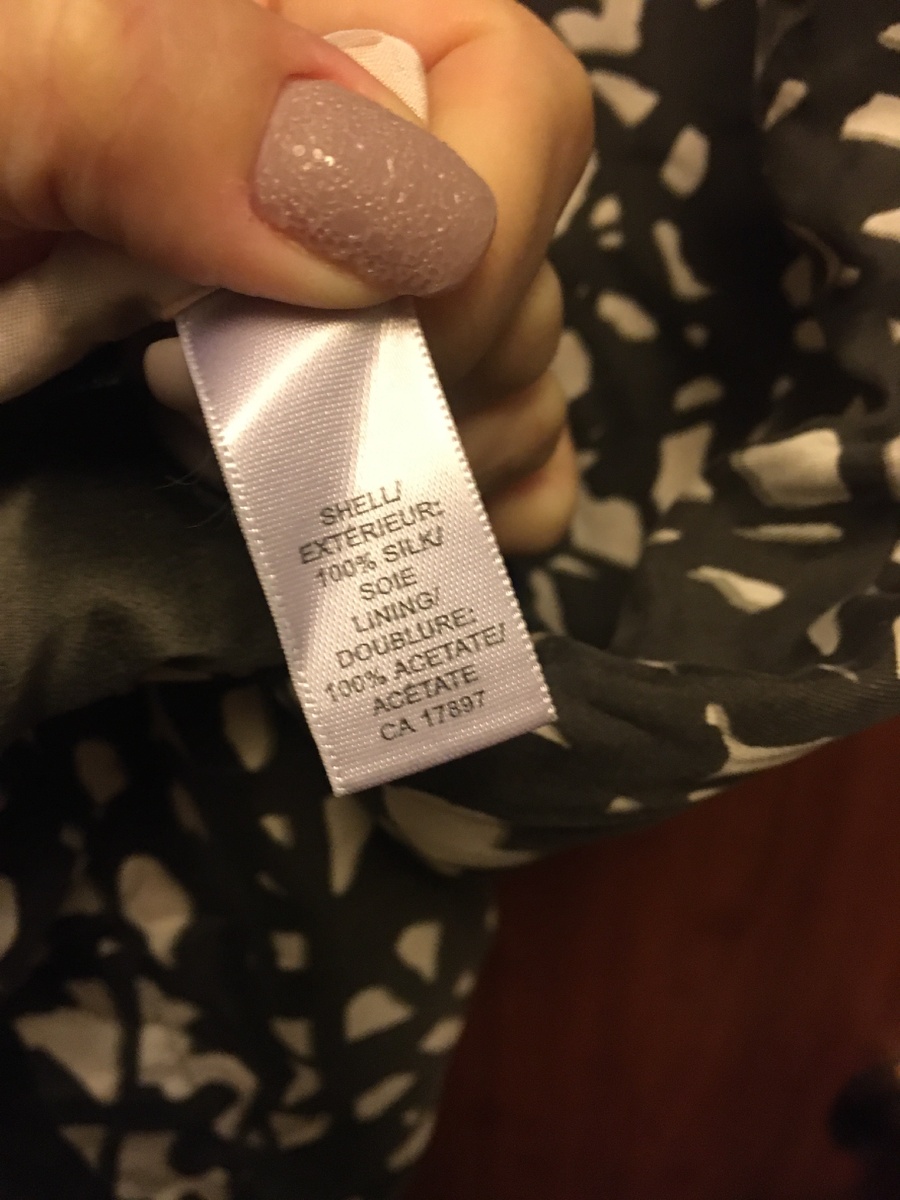 SHELL/
EXTÉRIEUR:
100% SILK/
SOIE
LINING/
DOUBLURE:
100% ACETATE/
ACÉTATE
CA 17897